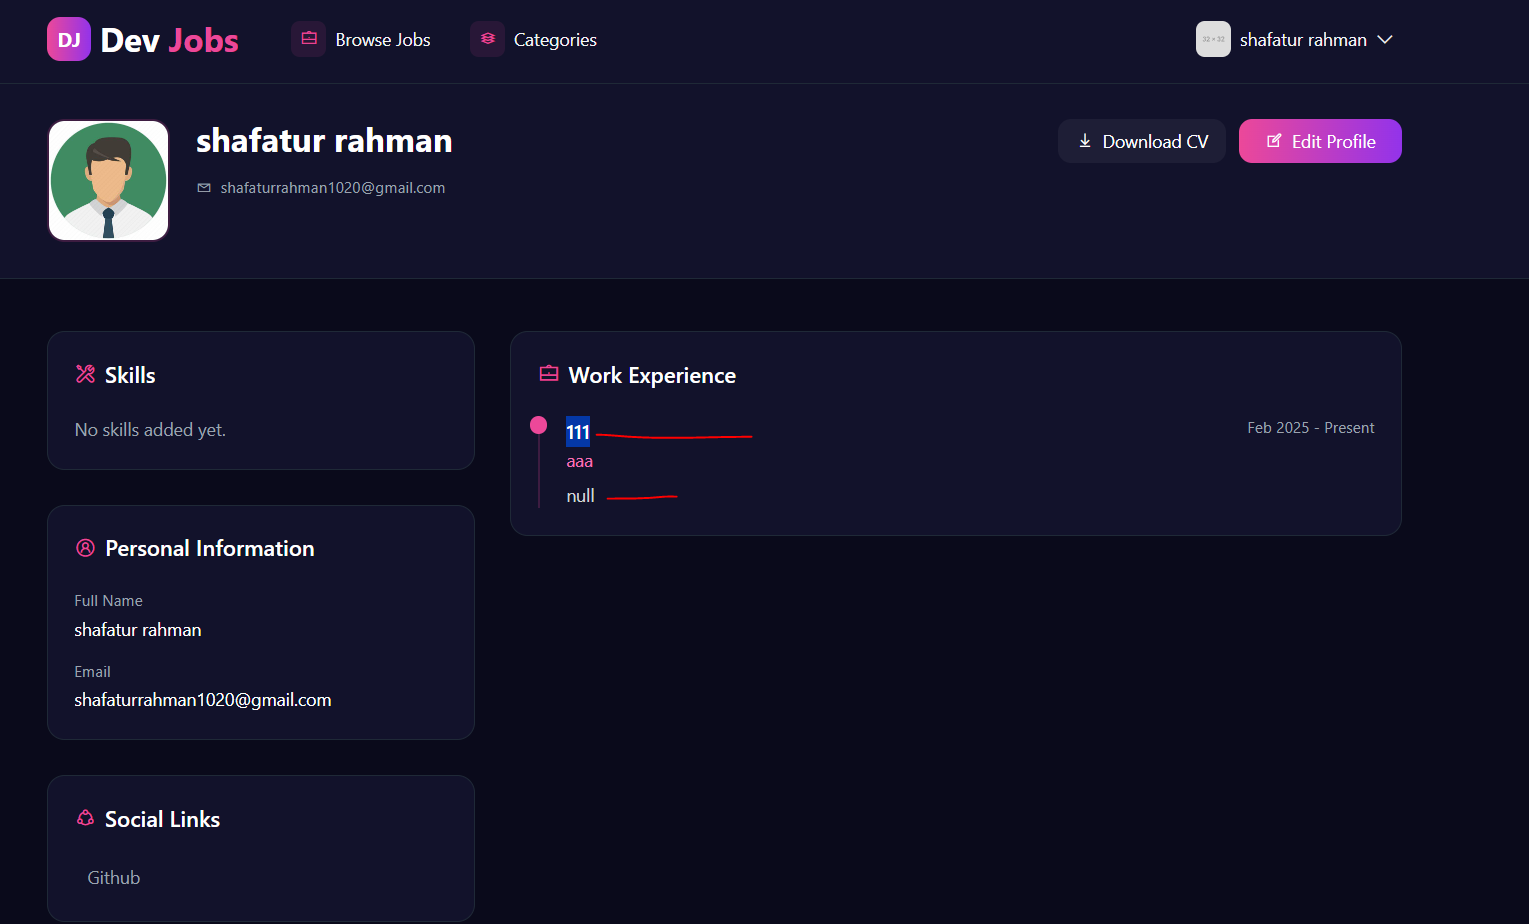 DJ Dev Jobs Browse Jobs Categories 32 × 32 shafatur rahman
shafatur rahman
shafaturrahman1020@gmail.com
Download CV Edit Profile
Skills
No skills added yet.
Personal Information
Full Name
shafatur rahman
Email
shafaturrahman1020@gmail.com
Social Links
Github
Work Experience
111 Feb 2025 - Present
aaa
null